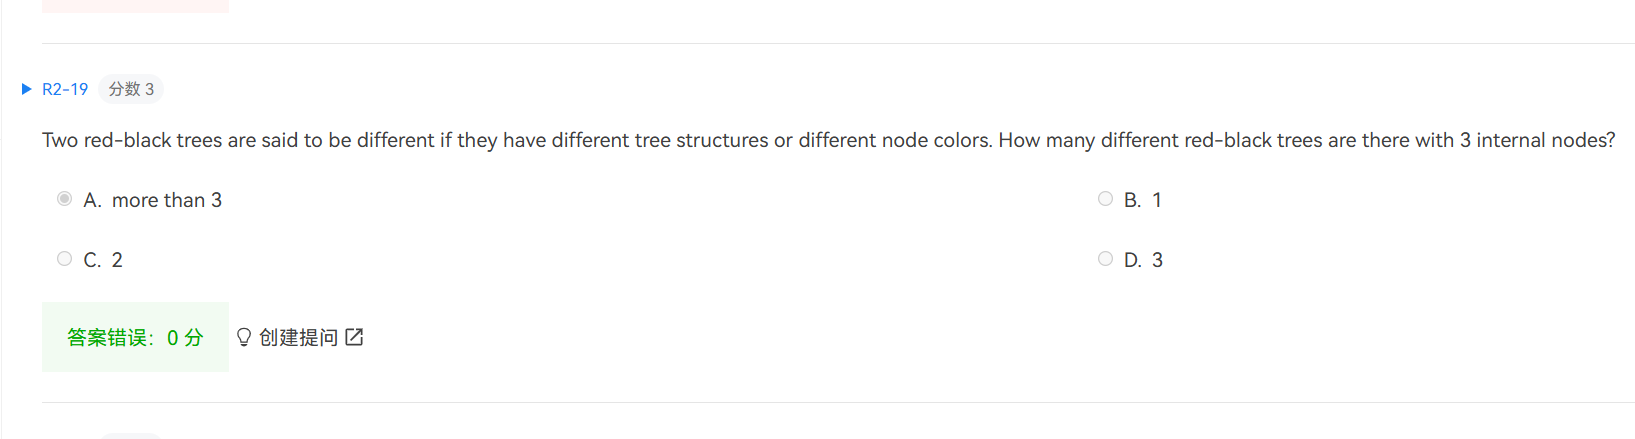 R2-19 分数 3
Two red-black trees are said to be different if they have different tree structures or different node colors. How many different red-black trees are there with 3 internal nodes?
A. more than 3 B. 1
C. 2 D. 3
答案错误：0 分 创建提问